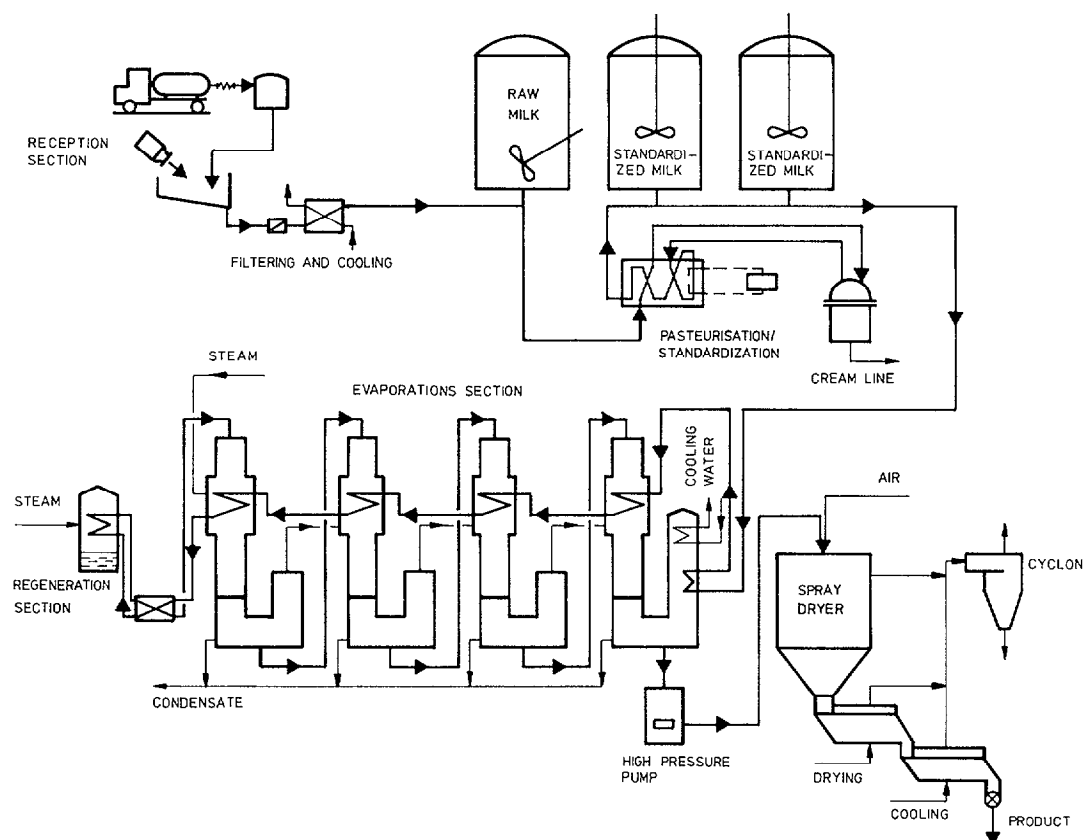 RAW
MILK
STANDARDI-
ZED MILK
STANDARDI-
ZED MILK
RECEPTION
SECTION
FILTERING AND COOLING
PASTEURISATION/
STANDARDIZATION
CREAM LINE
STEAM
EVAPORATIONS SECTION
COOLING
WATER
STEAM
REGENERATION
SECTION
CONDENSATE
HIGH PRESSURE
PUMP
AIR
SPRAY
DRYER
CYCLON
DRYING
COOLING
PRODUCT